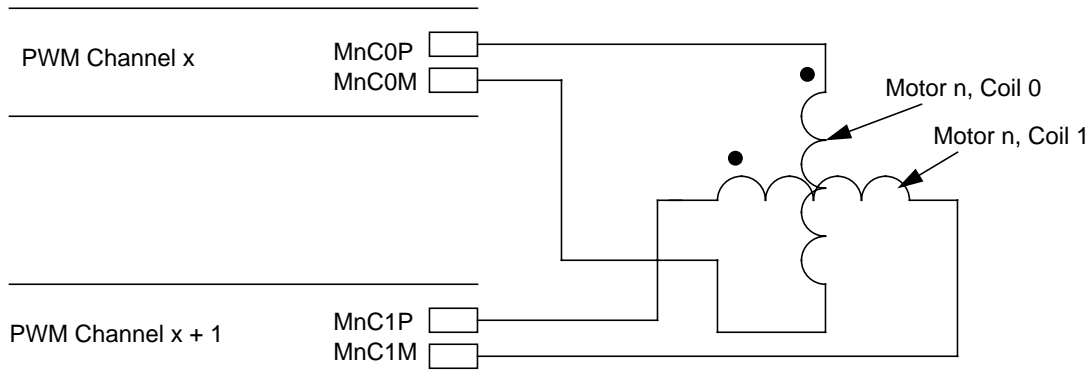 PWM Channel x
MnC0P
MnC0M
Motor n, Coil 0
Motor n, Coil 1
PWM Channel x + 1
MnC1P
MnC1M